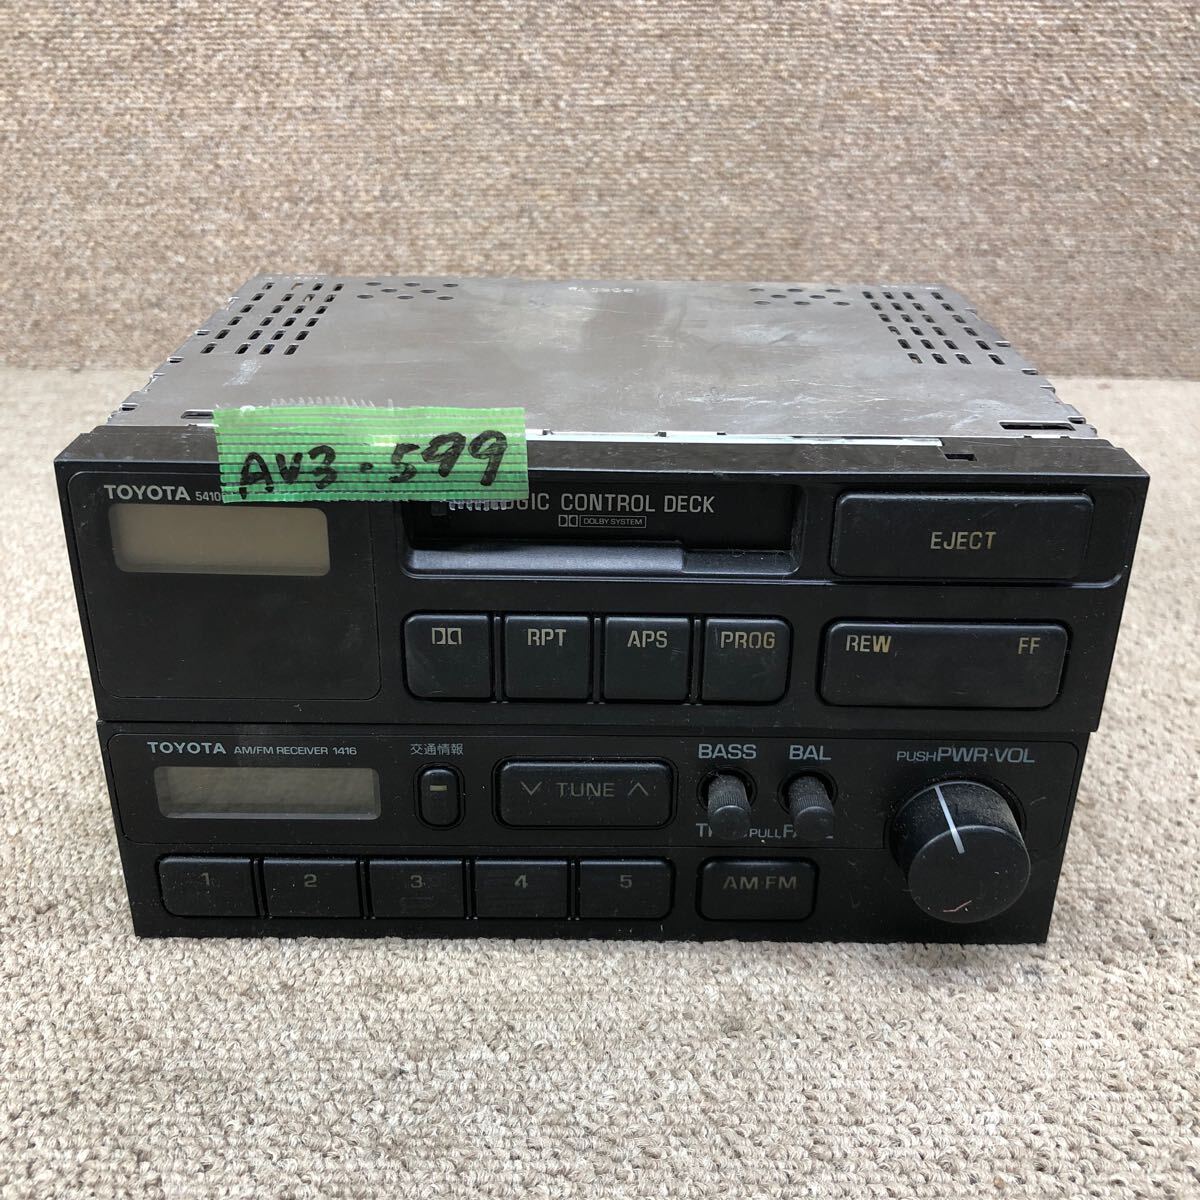 AV3-599
TOYOTA 5410
LOGIC CONTROL DECK
DOLBY SYSTEM
EJECT
RPT
APS
PROG
REW
FF
TOYOTA AM/FM RECEIVER 1416
交通情報
TUNE
BASS
BAL
PULL
PUSH PWR·VOL
1
2
3
4
5
AM·FM